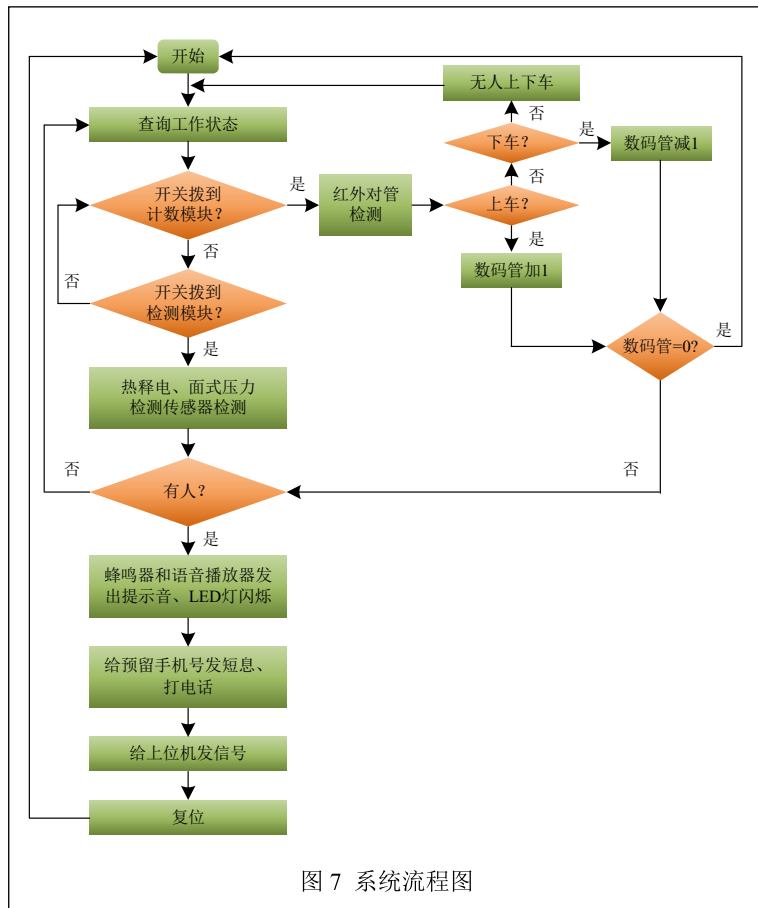 开始
无人上下车
查询工作状态
否
下车？
是
数码管减1
开关拨到
计数模块？
是
红外对管
检测
否
上车？
是
数码管加1
否
否
开关拨到
检测模块？
数码管=0?
是
是
热释电、面式压力
检测传感器检测
否
有人？
否
是
蜂鸣器和语音播放器发
出提示音、LED灯闪烁
给预留手机号发短息、
打电话
给上位机发信号
复位
图 7 系统流程图